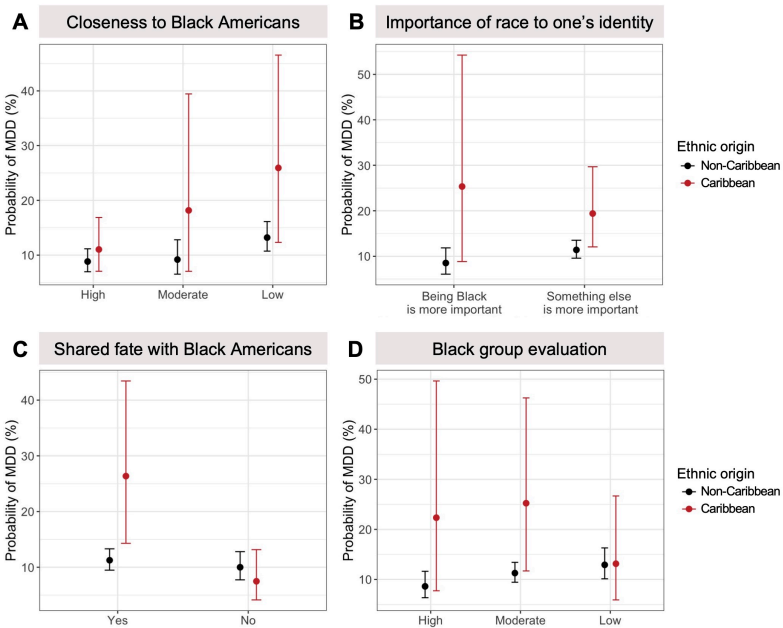 A
Closeness to Black Americans
Probability of MDD (%)
40
30
20
10
High
Moderate
Low
B
Importance of race to one's identity
Probability of MDD (%)
50
40
30
20
10
Being Black
is more important
Something else
is more important
Ethnic origin
Non-Caribbean
Caribbean
C
Shared fate with Black Americans
Probability of MDD (%)
40
30
20
10
Yes
No
D
Black group evaluation
Probability of MDD (%)
50
40
30
20
10
High
Moderate
Low
Ethnic origin
Non-Caribbean
Caribbean